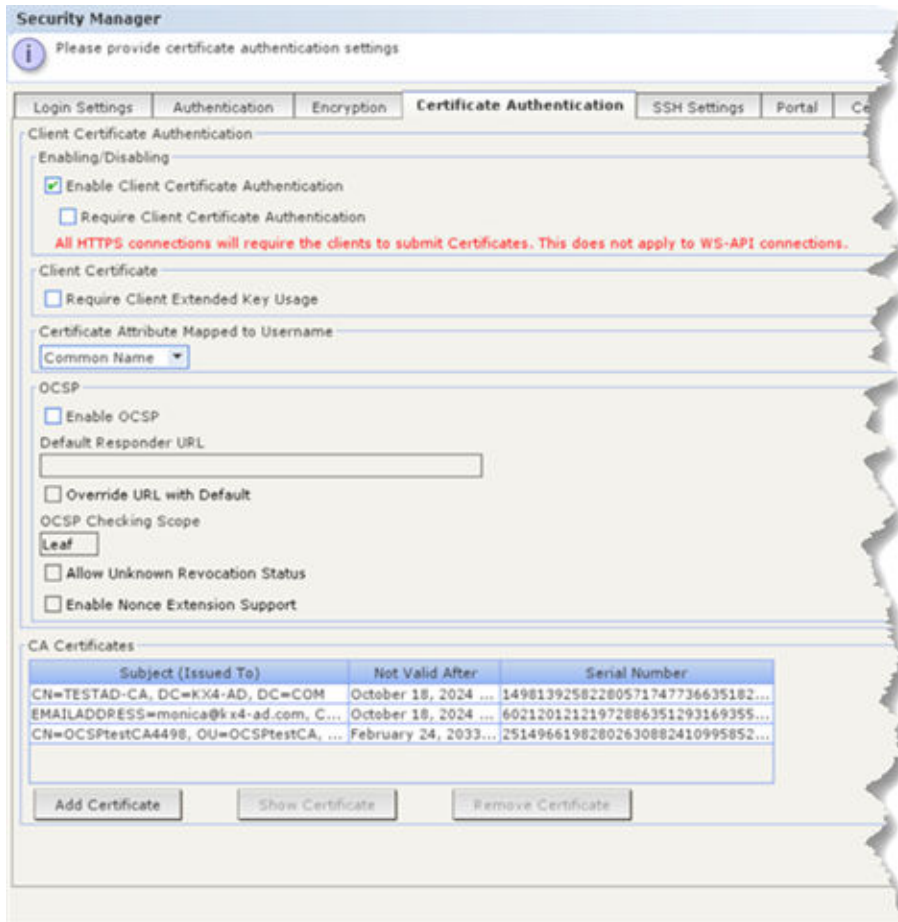 Security Manager
Please provide certificate authentication settings
Login Settings Authentication Encryption Certificate Authentication SSH Settings Portal Ce
Client Certificate Authentication
Enabling/Disabling
Enable Client Certificate Authentication
Require Client Certificate Authentication
All HTTPS connections will require the clients to submit Certificates. This does not apply to WS-API connections.
Client Certificate
Require Client Extended Key Usage
Certificate Attribute Mapped to Username
Common Name
OCSP
Enable OCSP
Default Responder URL
Override URL with Default
OCSP Checking Scope
Leaf
Allow Unknown Revocation Status
Enable Nonce Extension Support
CA Certificates
Subject (Issued To) Not Valid After Serial Number
CN=TESTAD-CA, DC=KX4-AD, DC=COM October 18, 2024 ... 14981392582280571747736635182...
EMAILADDRESS=monica@kx4-ad.com, C... October 18, 2024 ... 602120121219728863512931693​55...
CN=OCSPtestCA4498, OU=OCSPtestCA, ... February 24, 2033... 251496619828026308824109958​52...
Add Certificate Show Certificate Remove Certificate